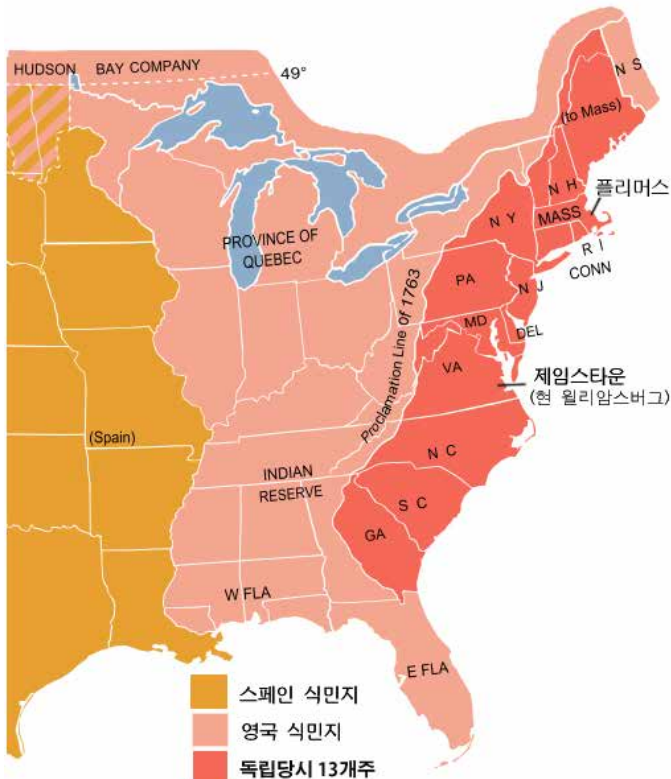 HUDSON BAY COMPANY
49°
N S
(to Mass)
N H
플리머스
N Y
MASS
R I
CONN
PROVINCE OF
QUEBEC
PA
N J
Proclamation Line of 1763
MD
DEL
VA
제임스타운
(현 윌리암스버그)
(Spain)
N C
INDIAN
RESERVE
S C
GA
W FLA
E FLA
스페인 식민지
영국 식민지
독립당시 13개주